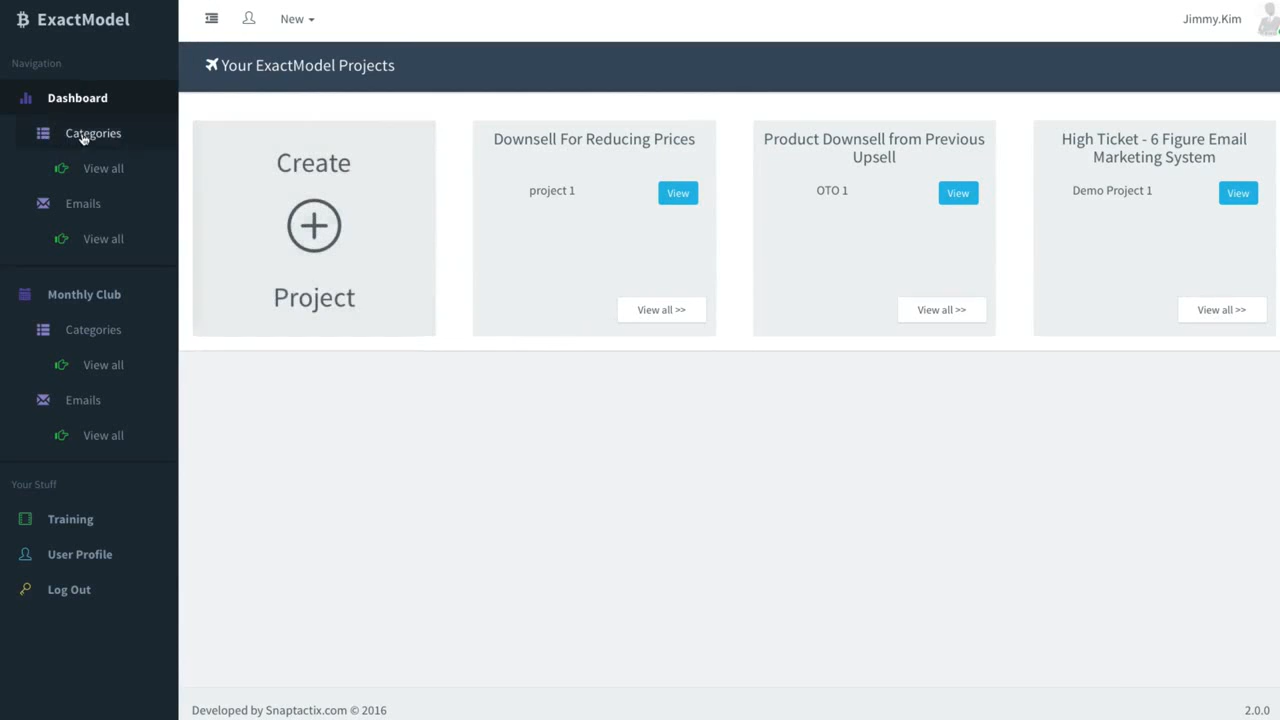 ExactModel
New
Jimmy.Kim
Navigation
Your ExactModel Projects
Dashboard
Categories
View all
Emails
View all
Monthly Club
Categories
View all
Emails
View all
Your Stuff
Training
User Profile
Log Out
Create
Project
Downsell For Reducing Prices
project 1
View
View all >>
Product Downsell from Previous
Upsell
OTO 1
View
View all >>
High Ticket - 6 Figure Email
Marketing System
Demo Project 1
View
View all >>
Developed by Snaptactix.com © 2016
2.0.0